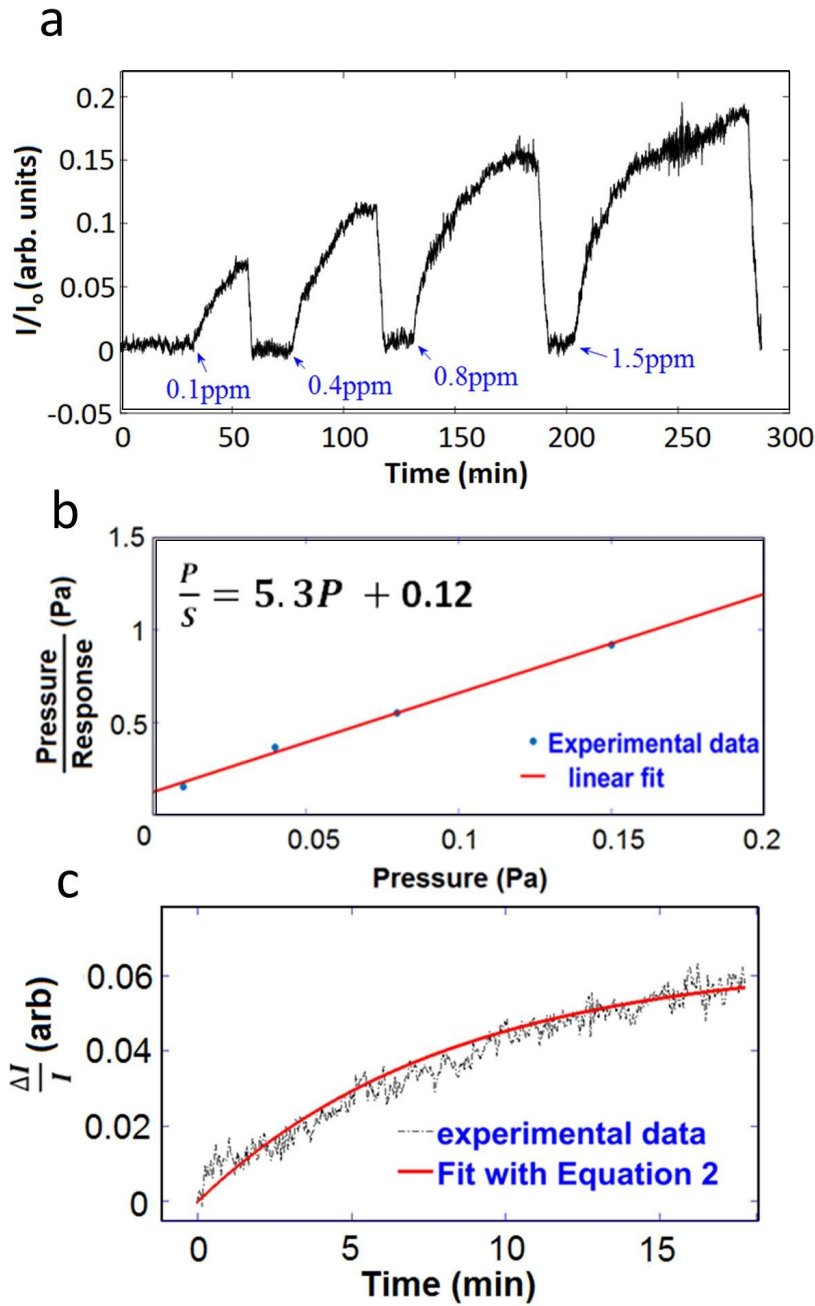 a
I/Io (arb. units)
0.2
0.15
0.1
0.05
0
-0.05
0.1ppm
0.4ppm
0.8ppm
1.5ppm
0 50 100 150 200 250 300
Time (min)
b
Pressure
Response
(Pa)
1.5
1
0.5
P/S = 5.3P + 0.12
Experimental data
linear fit
0 0.05 0.1 0.15 0.2
Pressure (Pa)
c
ΔI/I (arb)
0.06
0.04
0.02
0
experimental data
Fit with Equation 2
0 5 10 15
Time (min)